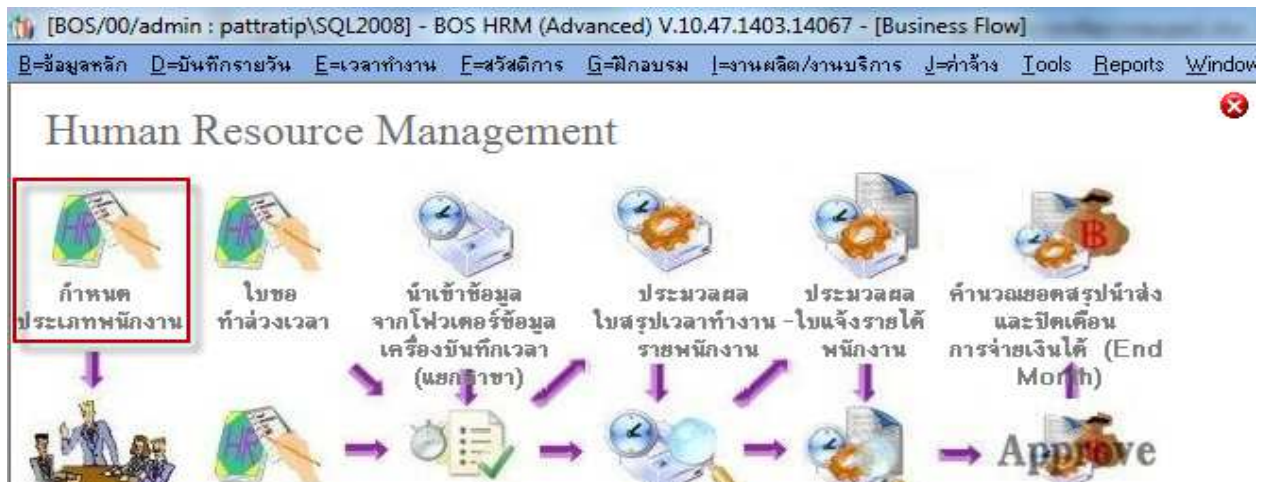 [BOS/00/admin : pattratip\SQL2008] - BOS HRM (Advanced) V.10.47.1403.14067 - [Business Flow]
B=ข้อมูลหลัก D=บันทึกรายวัน E=เวลาทำงาน F=สวัสดิการ G=ฝึกอบรม I=งานผลิต/งานบริการ J=ค่าจ้าง Tools Reports Window
Human Resource Management
กำหนด
ประเภทพนักงาน
ใบขอ
ทำล่วงเวลา
นำเข้าข้อมูล
จากโฟวเดอร์ข้อมูล
เครื่องบันทึกเวลา
(แยกสาขา)
ประมวลผล
ใบสรุปเวลาทำงาน
รายพนักงาน
ประมวลผล
-ใบแจ้งรายได้
พนักงาน
คำนวณยอดสรุปนำส่ง
และปิดเดือน
การจ่ายเงินได้ (End
Month)
Approve